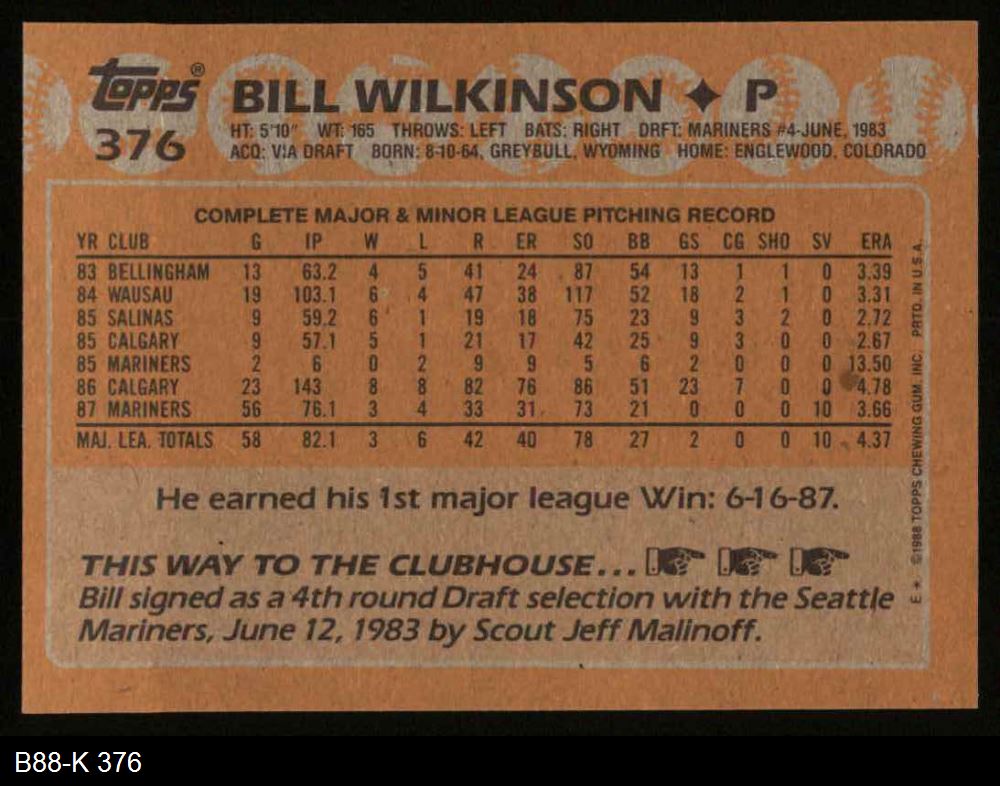 TOPPS® BILL WILKINSON ✦ P
376
HT: 5'10" WT: 165 THROWS: LEFT BATS: RIGHT DRFT: MARINERS #4-JUNE, 1983
ACQ: VIA DRAFT BORN: 8-10-64, GREYBULL, WYOMING HOME: ENGLEWOOD, COLORADO
COMPLETE MAJOR & MINOR LEAGUE PITCHING RECORD
YR CLUB G IP W L R ER SO BB GS CG SHO SV ERA
83 BELLINGHAM 13 63.2 4 5 41 24 87 54 13 1 1 0 3.39
84 WAUSAU 19 103.1 6 4 47 38 117 52 18 2 1 0 3.31
85 SALINAS 9 59.2 6 1 19 18 75 23 9 3 2 0 2.72
85 CALGARY 9 57.1 5 1 21 17 42 25 9 3 0 0 2.67
85 MARINERS 2 6 0 2 9 9 5 6 2 0 0 0 13.50
86 CALGARY 23 143 8 8 82 76 86 51 23 7 0 0 4.78
87 MARINERS 56 76.1 3 4 33 31 73 21 0 0 0 10 3.66
MAJ. LEA. TOTALS 58 82.1 3 6 42 40 78 27 2 0 0 10 4.37
He earned his 1st major league Win: 6-16-87.
THIS WAY TO THE CLUBHOUSE...
Bill signed as a 4th round Draft selection with the Seattle
Mariners, June 12, 1983 by Scout Jeff Malinoff.
E * ©1988 TOPPS CHEWING GUM, INC. PRTD. IN U.S.A.
B88-K 376